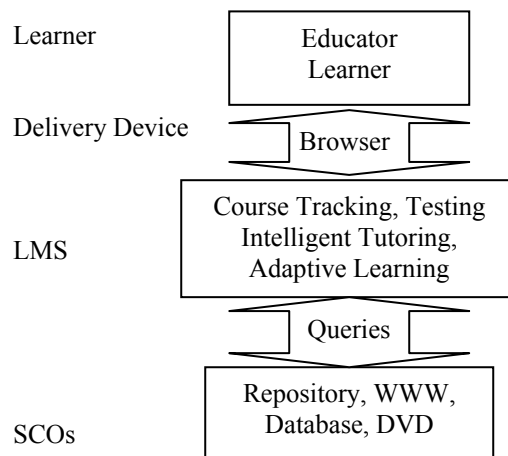 Learner
Educator
Learner
Delivery Device
Browser
Course Tracking, Testing
Intelligent Tutoring,
Adaptive Learning
LMS
Queries
Repository, WWW,
Database, DVD
SCOs